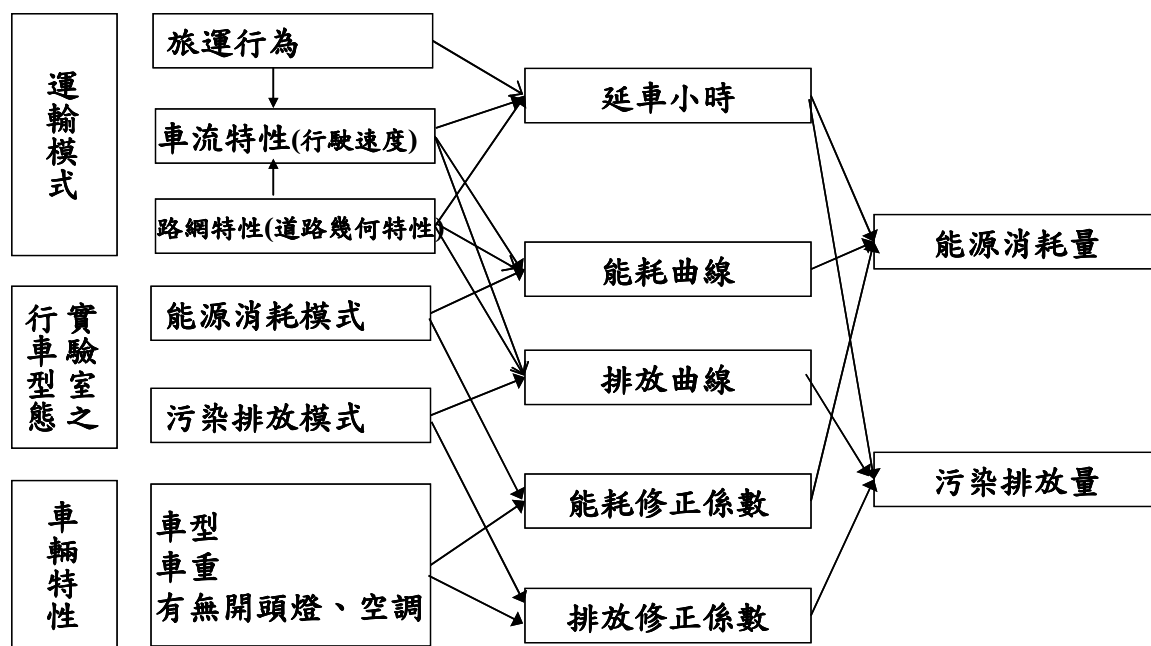 運輸模式
旅運行為
車流特性(行駛速度)
路網特性(道路幾何特性)
實驗室之
行車型態
能源消耗模式
污染排放模式
車輛特性
車型
車重
有無開頭燈、空調
延車小時
能耗曲線
排放曲線
能耗修正係數
排放修正係數
能源消耗量
污染排放量